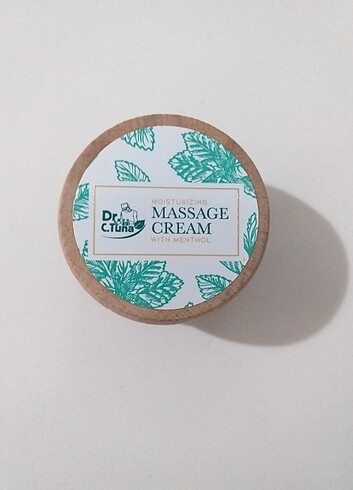 Dr.
C.Tuna
MOISTURIZING
MASSAGE
CREAM
WITH MENTHOL